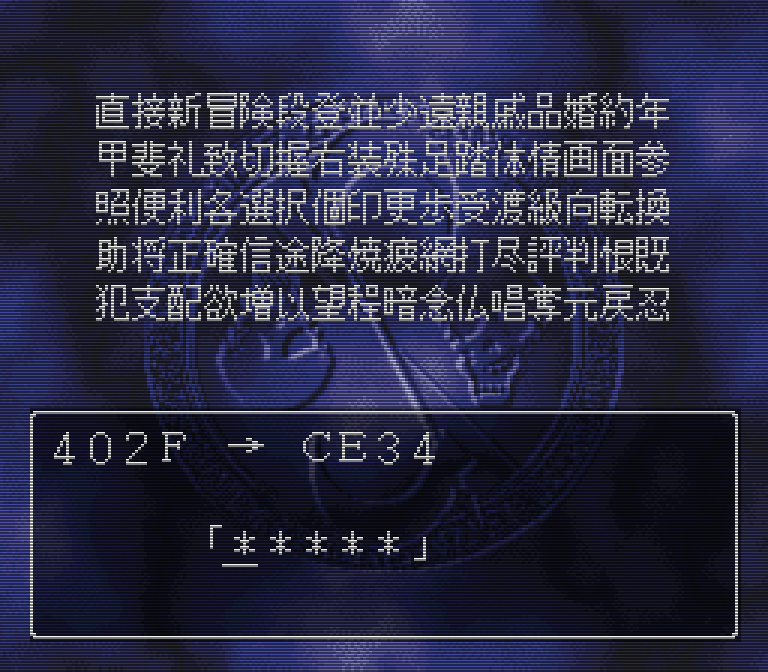 直接新冒険段登並少遠親戚品婚約年
甲斐礼致切握右装殊足踏体情画面参
照便利各選択個印更歩受渡級向転換
助将正確信途降焼疲網打尽評判恨既
犯支配欲増以望程暗念仏唱奪元戻忍
402F → CE34
「*****」